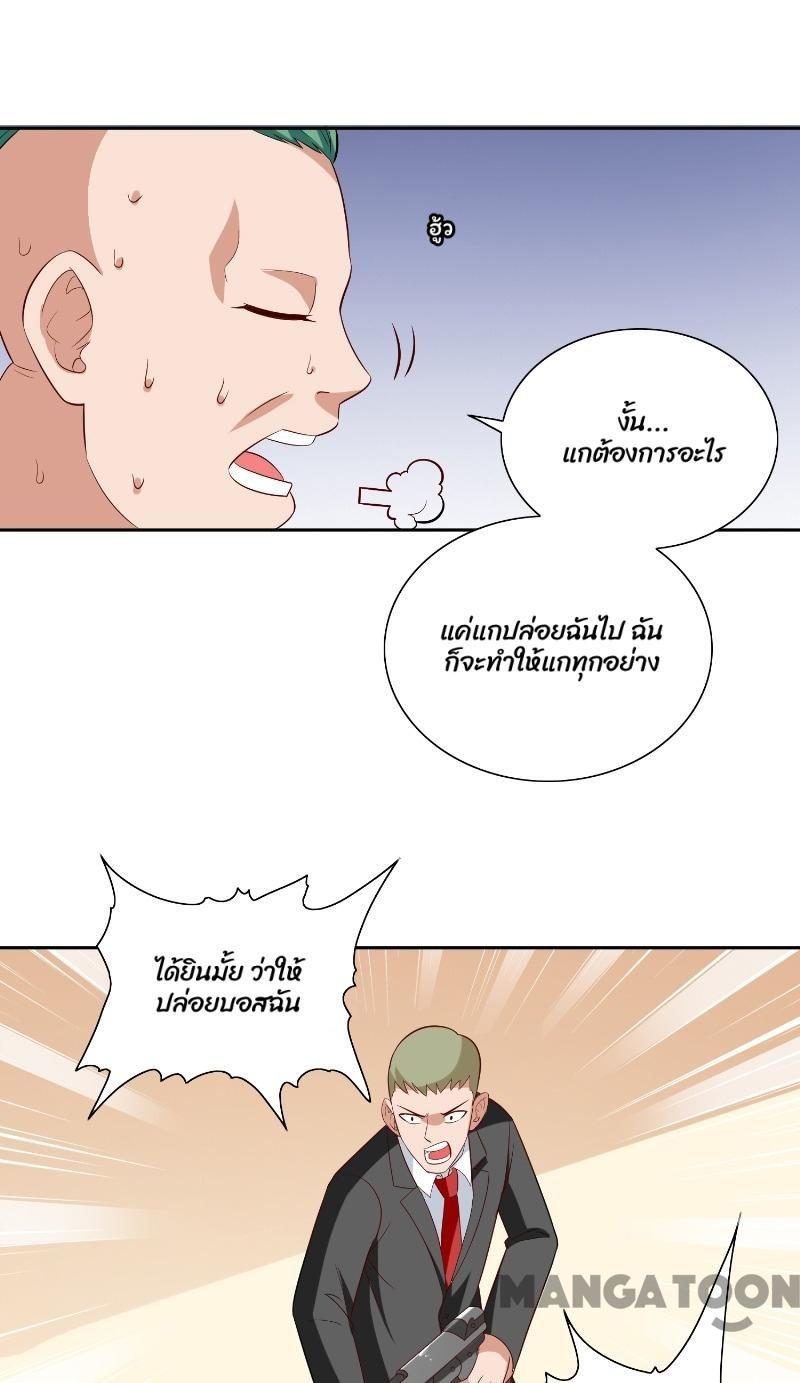 ฮู้ว
งั้น...
แกต้องการอะไร
แค่แกปล่อยฉันไป ฉัน
ก็จะทำให้แกทุกอย่าง
ได้ยินมั้ย ว่าให้
ปล่อยบอสฉัน
MANGATOON